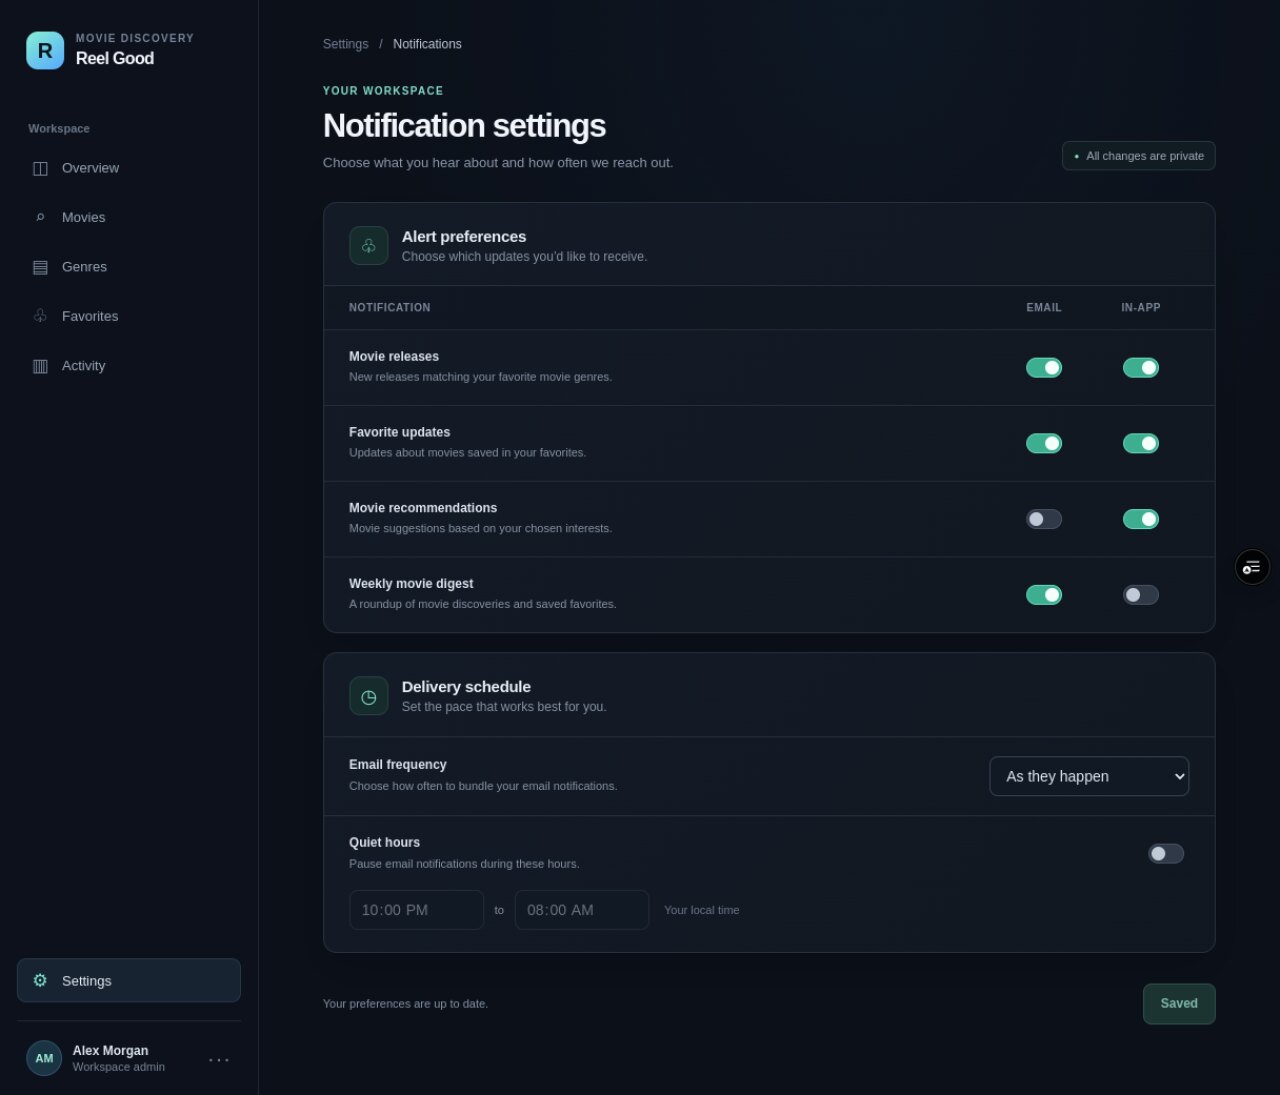 R
MOVIE DISCOVERY
Reel Good
Workspace
Overview
Movies
Genres
Favorites
Activity
Settings
AM
Alex Morgan
Workspace admin
Settings / Notifications
YOUR WORKSPACE
Notification settings
Choose what you hear about and how often we reach out.
All changes are private
Alert preferences
Choose which updates you'd like to receive.
NOTIFICATION EMAIL IN-APP
Movie releases
New releases matching your favorite movie genres.
Favorite updates
Updates about movies saved in your favorites.
Movie recommendations
Movie suggestions based on your chosen interests.
Weekly movie digest
A roundup of movie discoveries and saved favorites.
Delivery schedule
Set the pace that works best for you.
Email frequency
Choose how often to bundle your email notifications.
As they happen
Quiet hours
Pause email notifications during these hours.
10:00 PM to 08:00 AM Your local time
Your preferences are up to date.
Saved